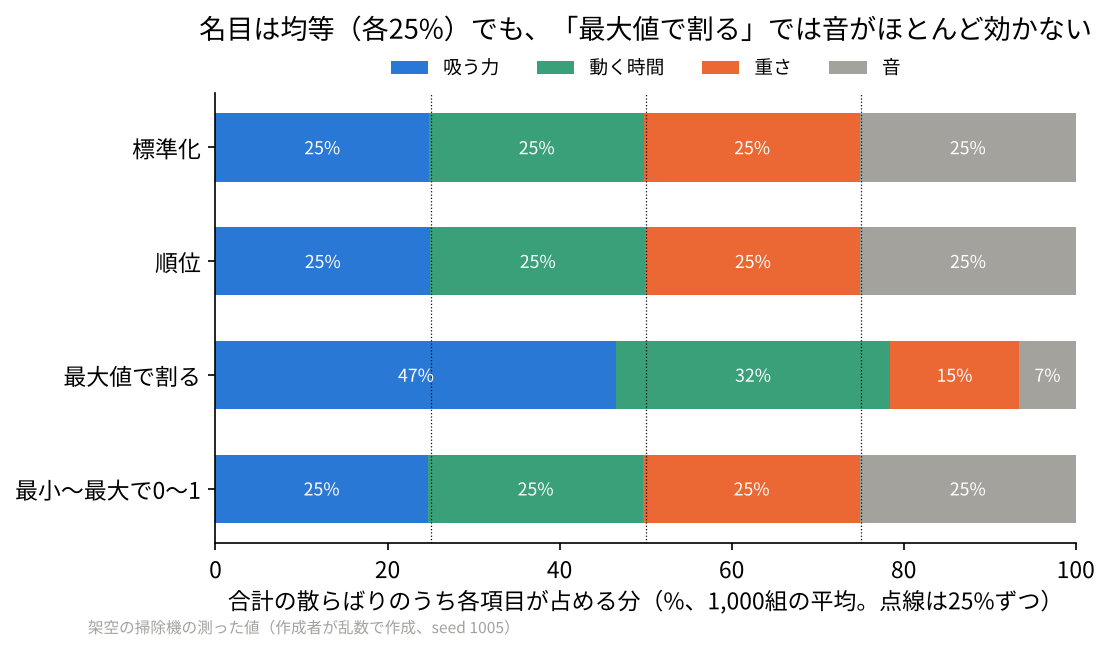 名目は均等（各25%）でも、「最大値で割る」では音がほとんど効かない
吸う力 動く時間 重さ 音
標準化 25% 25% 25% 25%
順位 25% 25% 25% 25%
最大値で割る 47% 32% 15% 7%
最小～最大で0～1 25% 25% 25% 25%
0 20 40 60 80 100
合計の散らばりのうち各項目が占める分（%、1,000組の平均。点線は25%ずつ）
架空の掃除機の測った値（作成者が乱数で作成、seed 1005）